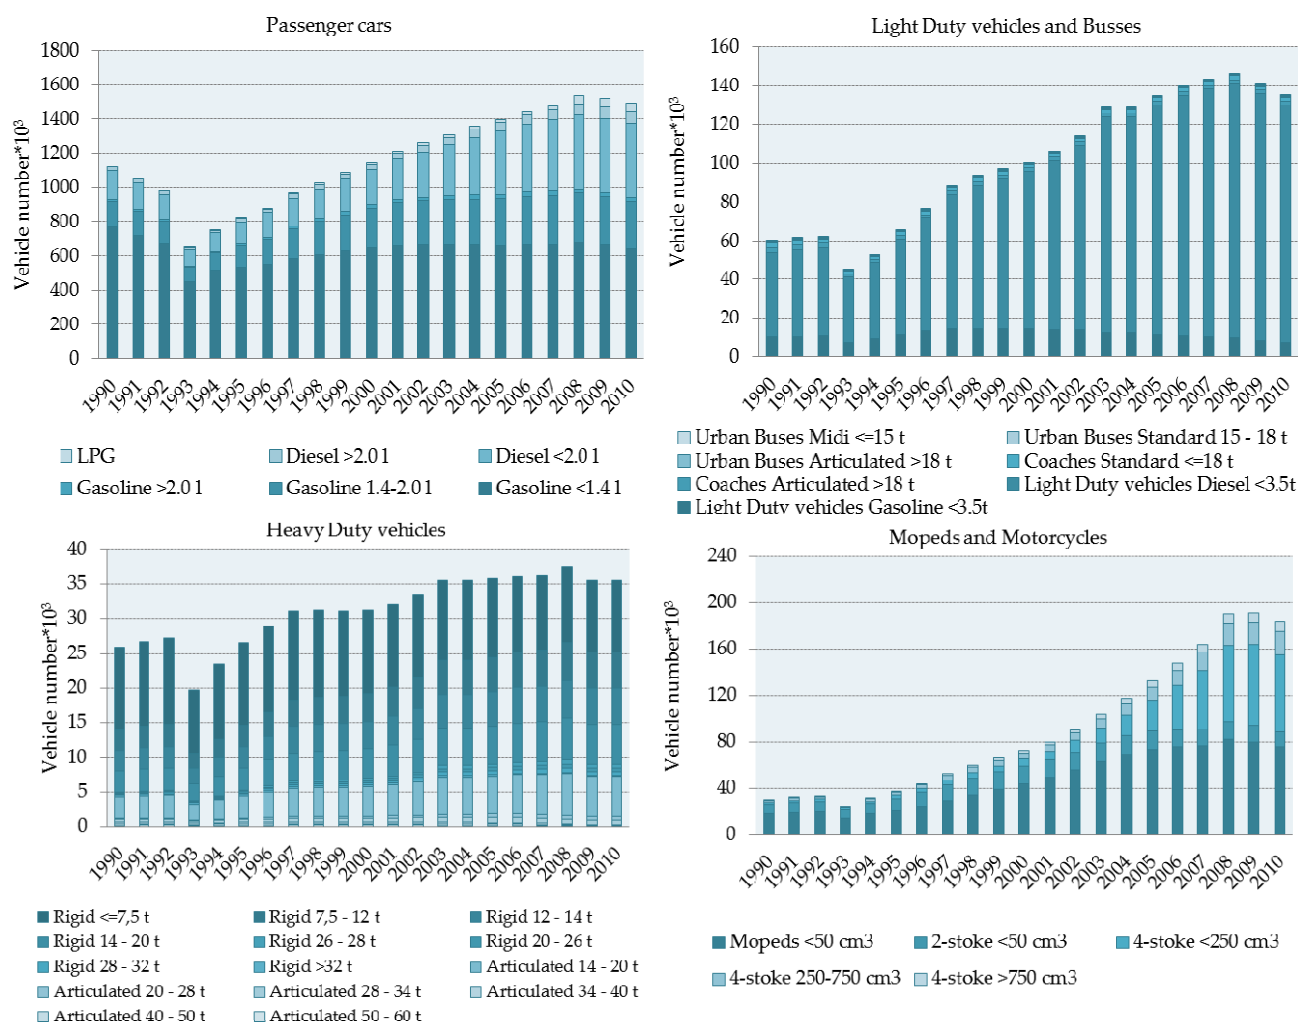 Passenger cars
Vehicle number*10³
1800
1600
1400
1200
1000
800
600
400
200
0
1990 1991 1992 1993 1994 1995 1996 1997 1998 1999 2000 2001 2002 2003 2004 2005 2006 2007 2008 2009 2010
LPG Diesel >2.0 l Diesel <2.0 l
Gasoline >2.0 l Gasoline 1.4-2.0 l Gasoline <1.4 l
Light Duty vehicles and Busses
Vehicle number*10³
160
140
120
100
80
60
40
20
0
1990 1991 1992 1993 1994 1995 1996 1997 1998 1999 2000 2001 2002 2003 2004 2005 2006 2007 2008 2009 2010
Urban Buses Midi <=15 t Urban Buses Standard 15 - 18 t
Urban Buses Articulated >18 t Coaches Standard <=18 t
Coaches Articulated >18 t Light Duty vehicles Diesel <3.5t
Light Duty vehicles Gasoline <3.5t
Heavy Duty vehicles
Vehicle number*10³
40
35
30
25
20
15
10
5
0
1990 1991 1992 1993 1994 1995 1996 1997 1998 1999 2000 2001 2002 2003 2004 2005 2006 2007 2008 2009 2010
Rigid <=7,5 t Rigid 7,5 - 12 t Rigid 12 - 14 t
Rigid 14 - 20 t Rigid 26 - 28 t Rigid 20 - 26 t
Rigid 28 - 32 t Rigid >32 t Articulated 14 - 20 t
Articulated 20 - 28 t Articulated 28 - 34 t Articulated 34 - 40 t
Articulated 40 - 50 t Articulated 50 - 60 t
Mopeds and Motorcycles
Vehicle number*10³
240
200
160
120
80
40
0
1990 1991 1992 1993 1994 1995 1996 1997 1998 1999 2000 2001 2002 2003 2004 2005 2006 2007 2008 2009 2010
Mopeds <50 cm3 2-stoke <50 cm3 4-stoke <250 cm3
4-stoke 250-750 cm3 4-stoke >750 cm3